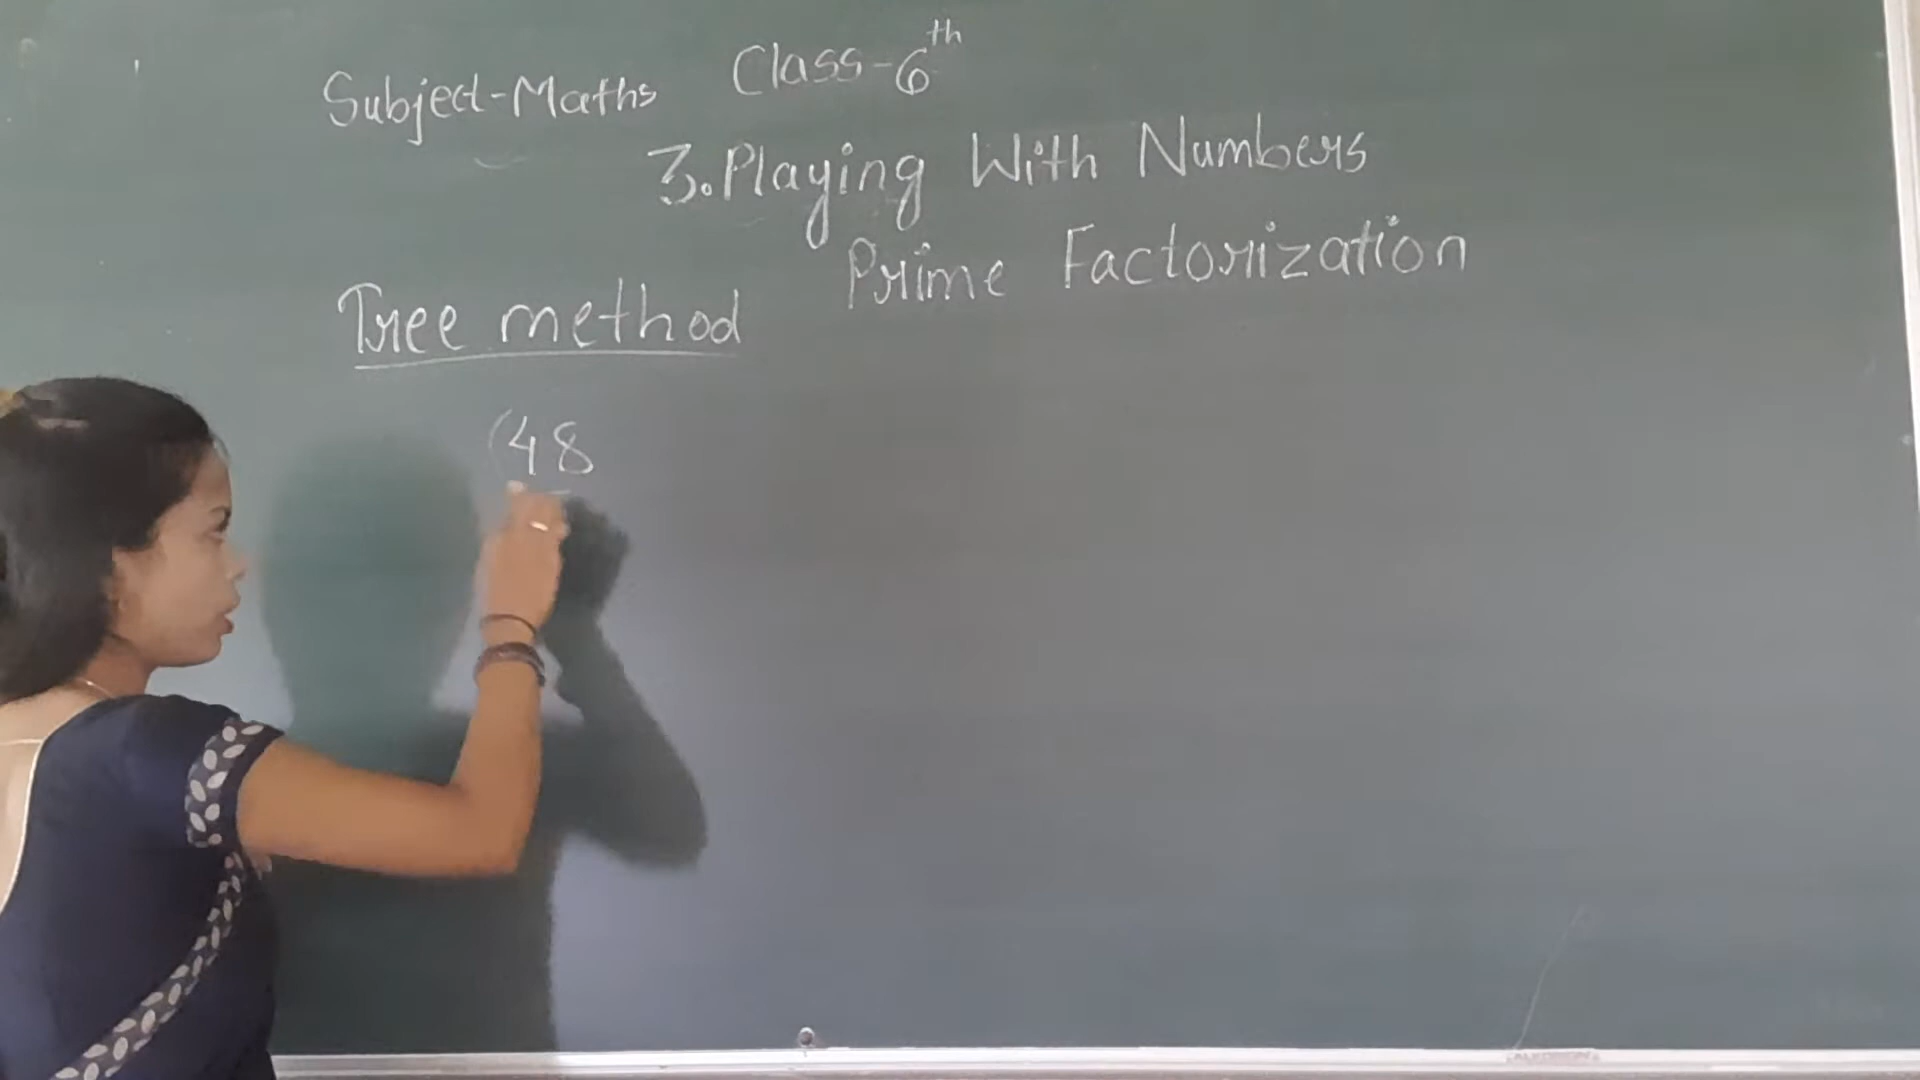 Subject-Maths Class-6th
3. Playing With Numbers
Prime Factorization
Tree method
48